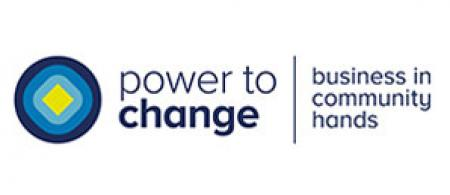 power to
change
business in
community
hands